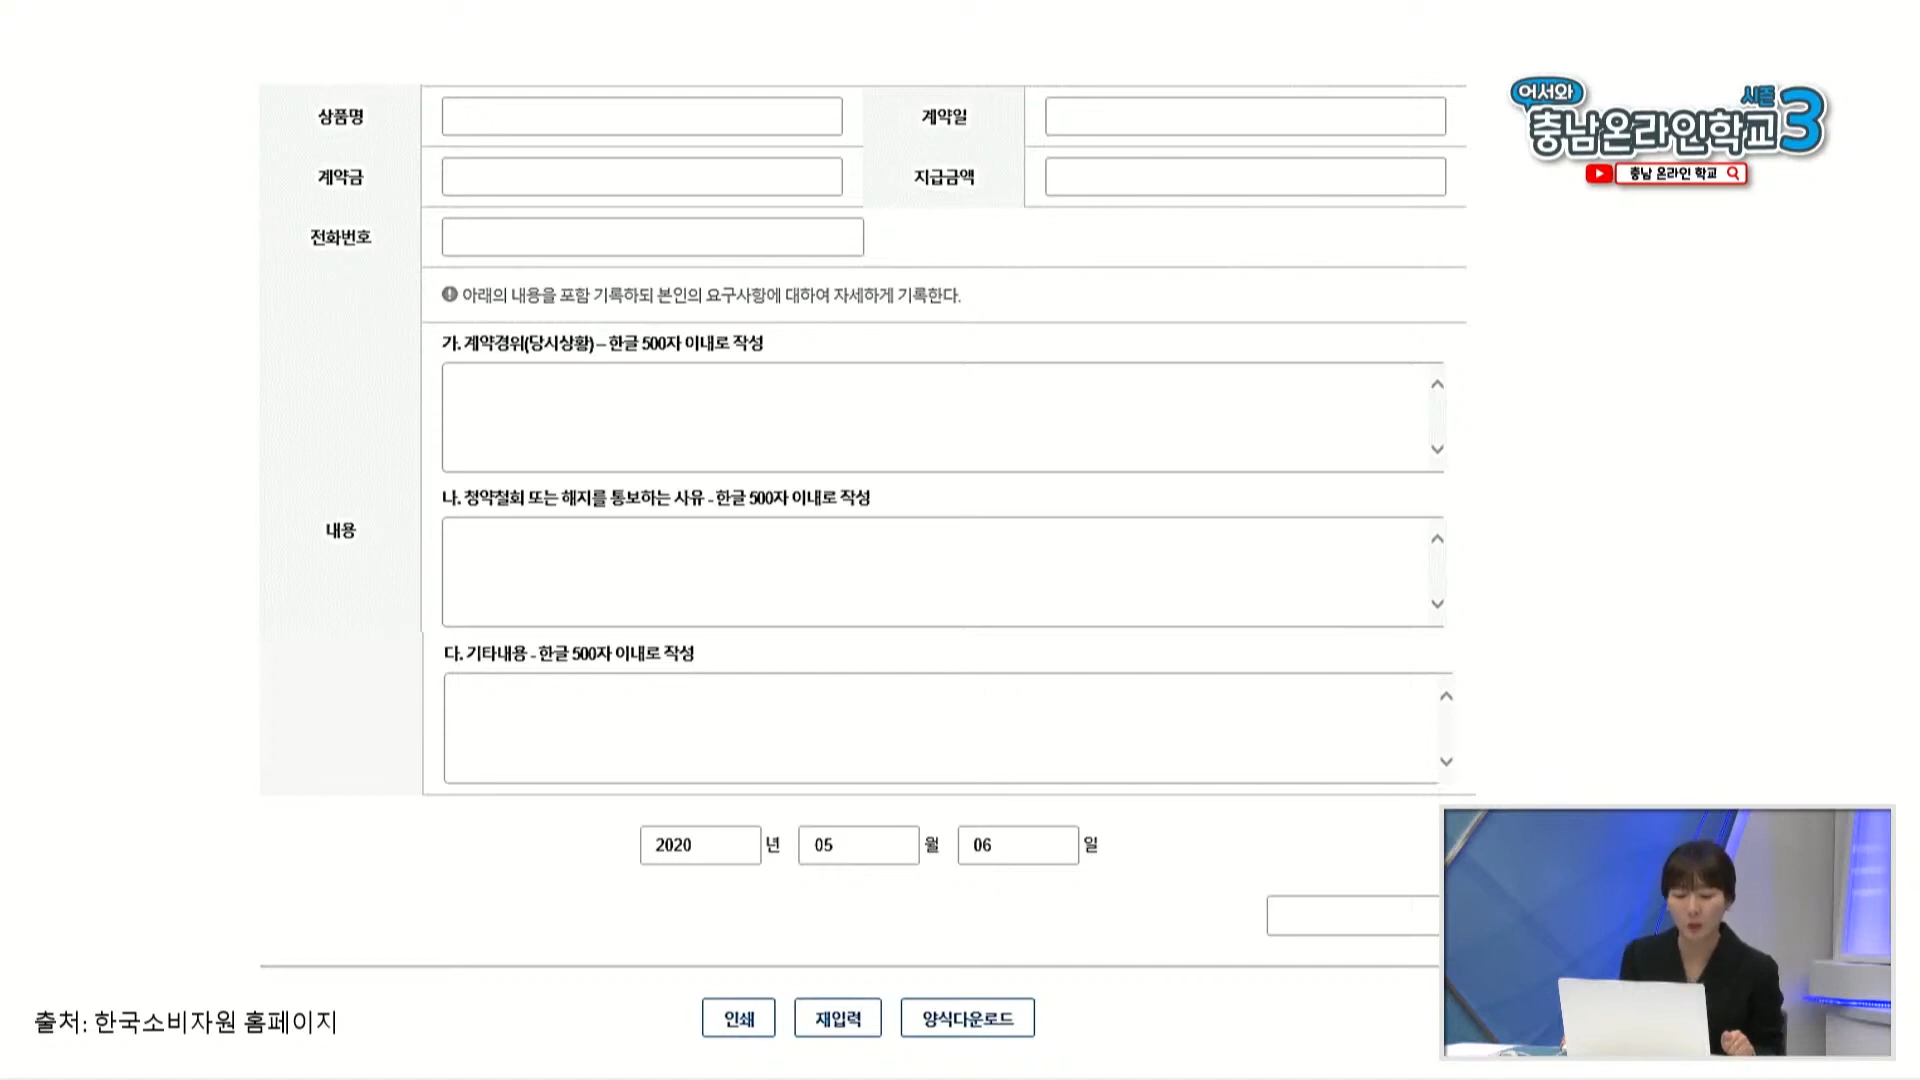 상품명
계약일
계약금
지급금액
전화번호
아래의 내용을 포함 기록하되 본인의 요구사항에 대하여 자세하게 기록한다.
가. 계약경위(당시상황) – 한글 500자 이내로 작성
나. 청약철회 또는 해지를 통보하는 사유 - 한글 500자 이내로 작성
내용
다. 기타내용 - 한글 500자 이내로 작성
2020 년 05 월 06 일
인쇄
재입력
양식다운로드
출처: 한국소비자원 홈페이지
어서와
시즌
충남온라인학교3
충남 온라인 학교